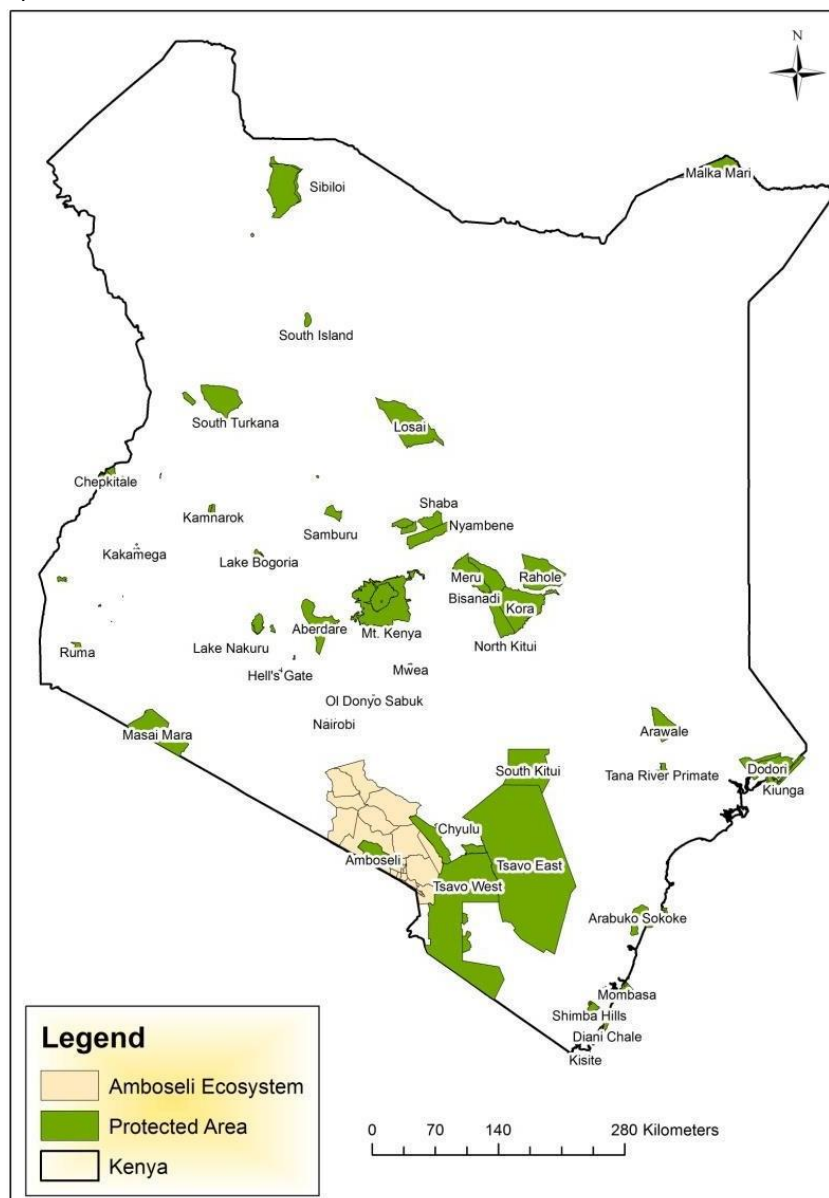 N
Malka Mari
Sibiloi
South Island
South Turkana
Losai
Chepkitale
Shaba
Kamnarok
Samburu
Nyambene
Kakamega
Lake Bogoria
Meru
Rahole
Bisanadi
Kora
Aberdare
Mt. Kenya
Lake Nakuru
North Kitui
Ruma
Hell's Gate
Mwea
Ol Donyo Sabuk
Nairobi
Masai Mara
Arawale
South Kitui
Tana River Primate
Dodori
Kiunga
Chyulu
Amboseli
Tsavo East
Tsavo West
Arabuko Sokoke
Mombasa
Shimba Hills
Diani Chale
Kisite
Legend
Amboseli Ecosystem
Protected Area
Kenya
0 70 140 280 Kilometers